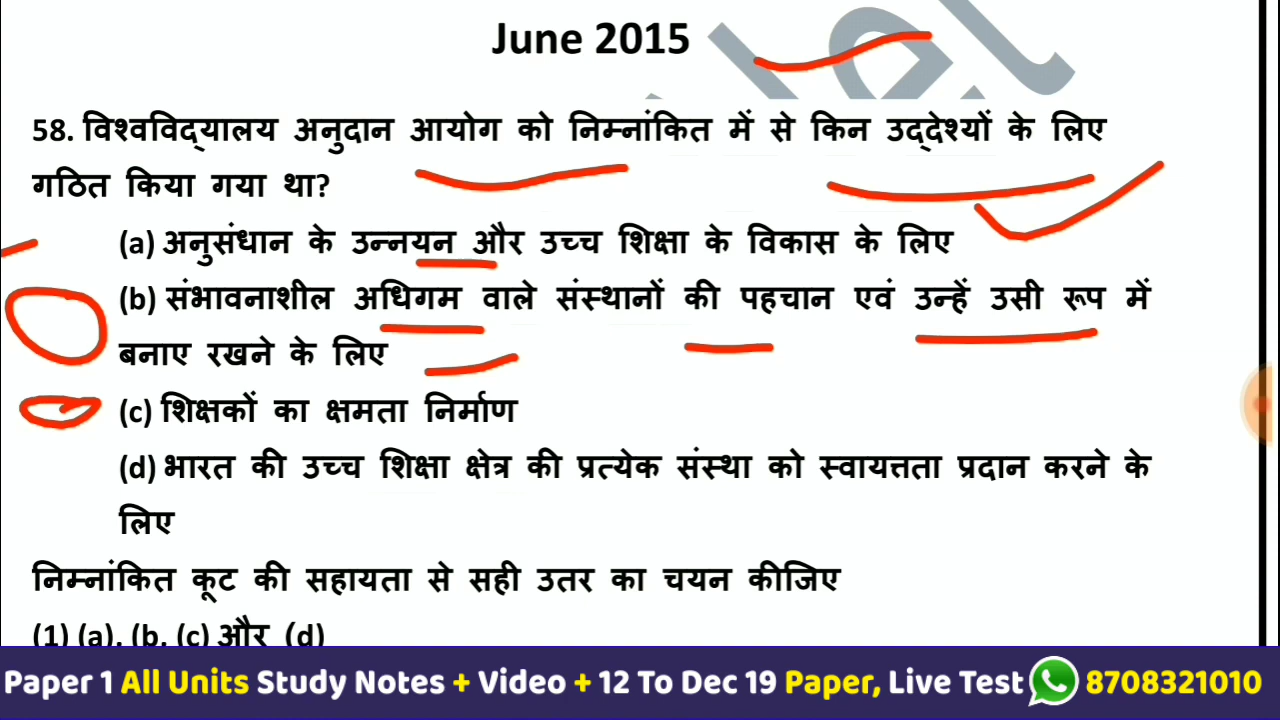 June 2015
58. विश्वविद्यालय अनुदान आयोग को निम्नांकित में से किन उद्देश्यों के लिए
गठित किया गया था?
(a) अनुसंधान के उन्नयन और उच्च शिक्षा के विकास के लिए
(b) संभावनाशील अधिगम वाले संस्थानों की पहचान एवं उन्हें उसी रूप में
बनाए रखने के लिए
(c) शिक्षकों का क्षमता निर्माण
(d) भारत की उच्च शिक्षा क्षेत्र की प्रत्येक संस्था को स्वायत्तता प्रदान करने के
लिए
निम्नांकित कूट की सहायता से सही उतर का चयन कीजिए
(1) (a), (b, (c) और (d)
Paper 1 All Units Study Notes + Video + 12 To Dec 19 Paper, Live Test 8708321010